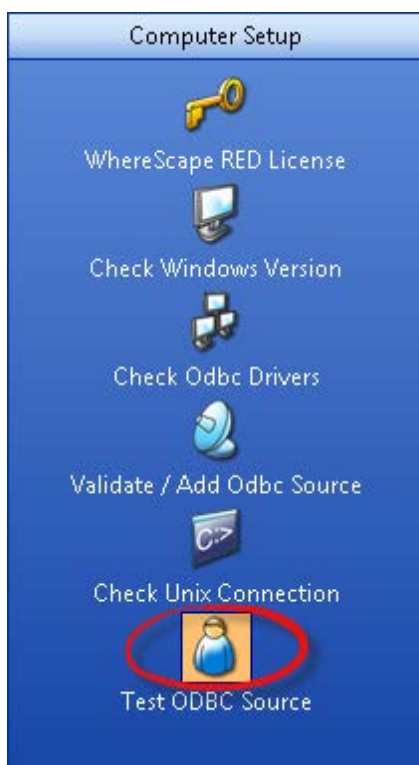 Computer Setup
WhereScape RED License
Check Windows Version
Check Odbc Drivers
Validate / Add Odbc Source
C:>
Check Unix Connection
Test ODBC Source